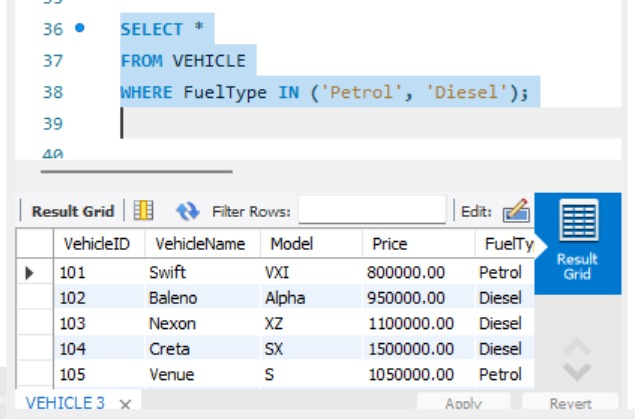 36 SELECT *
37 FROM VEHICLE
38 WHERE FuelType IN ('Petrol', 'Diesel');
39
40
Result Grid Filter Rows: Edit:
VehicleID VehicleName Model Price FuelTy
101 Swift VXI 800000.00 Petrol
102 Baleno Alpha 950000.00 Diesel
103 Nexon XZ 1100000.00 Diesel
104 Creta SX 1500000.00 Diesel
105 Venue S 1050000.00 Petrol
Result
Grid
VEHICLE 3 × Apply Revert